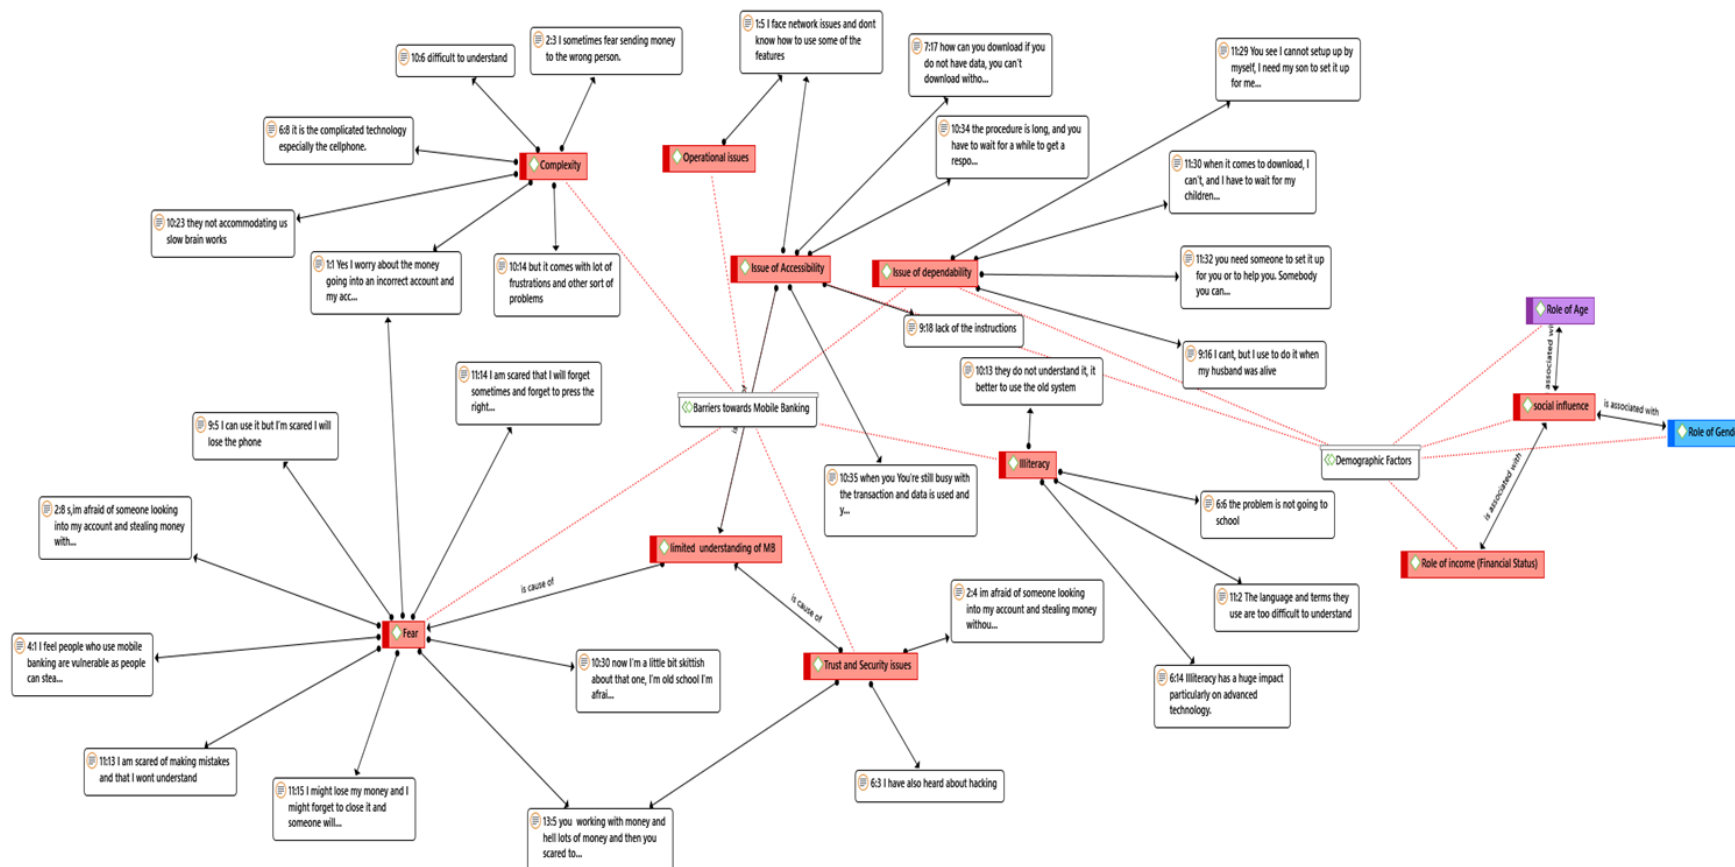 1:5 I face network issues and dont
know how to use some of the
features
2:3 I sometimes fear sending money
to the wrong person.
10:6 difficult to understand
7:17 how can you download if you
do not have data, you can't
download witho...
11:29 You see I cannot setup up by
myself, I need my son to set it up
for me...
6:8 it is the complicated technology
especially the cellphone.
10:34 the procedure is long, and you
have to wait for a while to get a
respo...
Complexity
Operational issues
11:30 when it comes to download, I
can't, and I have to wait for my
children...
10:23 they not accommodating us
slow brain works
1:1 Yes I worry about the money
going into an incorrect account and
my acc...
10:14 but it comes with lot of
frustrations and other sort of
problems
Issue of Accessibility
Issue of dependability
11:32 you need someone to set it up
for you or to help you. Somebody
you can...
9:18 lack of the instructions
Role of Age
associated wi
9:16 I cant, but I use to do it when
my husband was alive
10:13 they do not understand it, it
better to use the old system
11:14 I am scared that I will forget
sometimes and forget to press the
right...
Barriers towards Mobile Banking
is
social influence
is associated with
Role of Gend
9:5 I can use it but I'm scared I will
lose the phone
Illiteracy
Demographic Factors
is associated with
10:35 when you You're still busy with
the transaction and data is used and
y...
6:6 the problem is not going to
school
2:8 s,im afraid of someone looking
into my account and stealing money
with...
limited understanding of MB
Role of income (Financial Status)
is cause of
is cause of
2:4 im afraid of someone looking
into my account and stealing money
withou...
11:2 The language and terms they
use are too difficult to understand
Fear
4:1 I feel people who use mobile
banking are vulnerable as people
can stea...
10:30 now I'm a little bit skittish
about that one, I'm old school I'm
afrai...
Trust and Security issues
6:14 Illiteracy has a huge impact
particularly on advanced
technology.
11:13 I am scared of making mistakes
and that I wont understand
11:15 I might lose my money and I
might forget to close it and
someone will...
6:3 I have also heard about hacking
13:5 you working with money and
hell lots of money and then you
scared to...